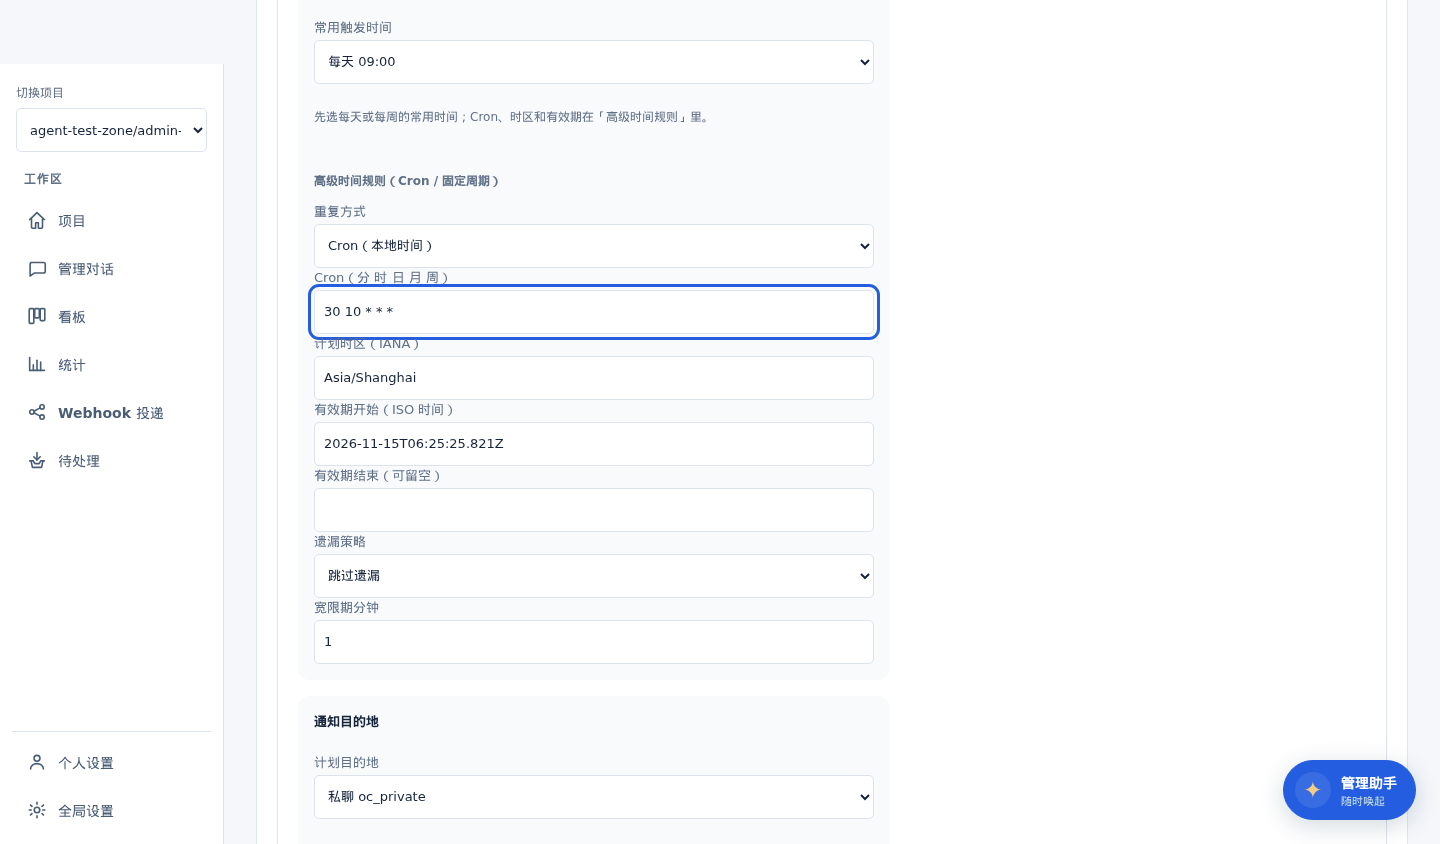 切换项目
agent-test-zone/admin-
工作区
项目
管理对话
看板
统计
Webhook 投递
待处理
个人设置
全局设置
常用触发时间
每天 09:00
先选每天或每周的常用时间；Cron、时区和有效期在「高级时间规则」里。
高级时间规则（Cron / 固定周期）
重复方式
Cron（本地时间）
Cron（分 时 日 月 周）
30 10 * * *
计划时区（IANA）
Asia/Shanghai
有效期开始（ISO 时间）
2026-11-15T06:25:25.821Z
有效期结束（可留空）
遗漏策略
跳过遗漏
宽限期分钟
1
通知目的地
计划目的地
私聊 oc_private
管理助手
随时唤起